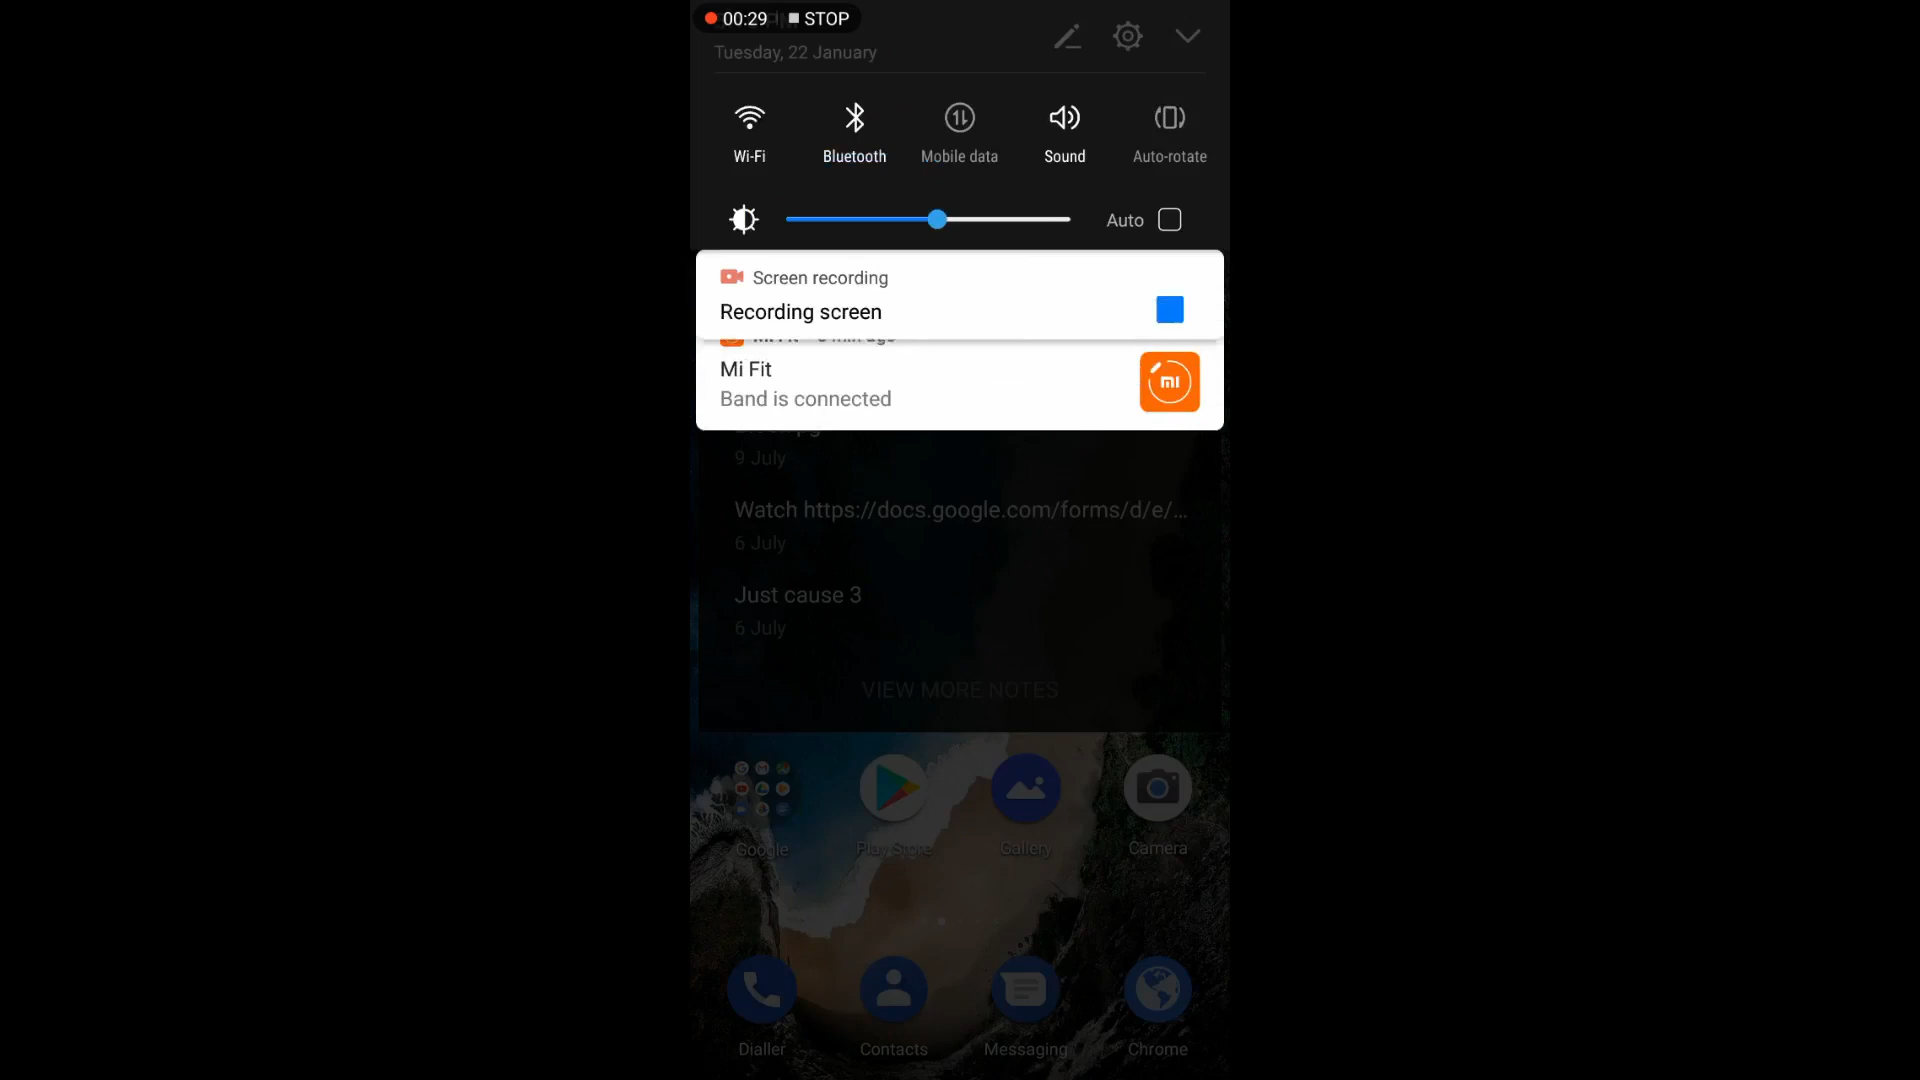 00:29 STOP
Tuesday, 22 January
Wi-Fi Bluetooth Mobile data Sound Auto-rotate
Auto
Screen recording
Recording screen
Mi Fit
Band is connected
mi
9 July
Watch https://docs.google.com/forms/d/e/...
6 July
Just cause 3
6 July
VIEW MORE NOTES
Google Play Store Gallery Camera
Dialler Contacts Messaging Chrome